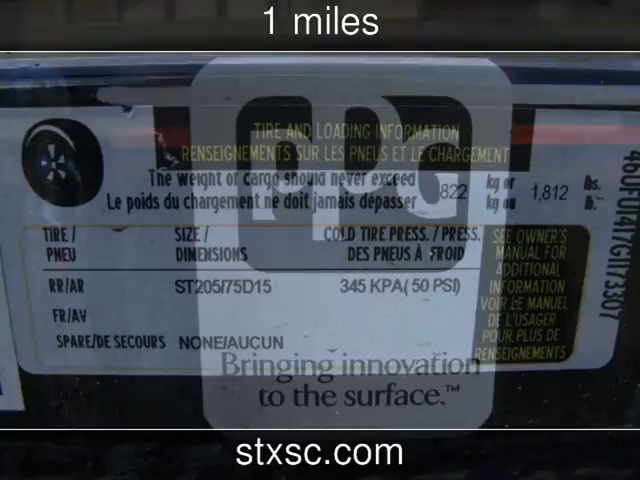 1 miles
PPG
TIRE AND LOADING INFORMATION
RENSEIGNEMENTS SUR LES PNEUS ET LE CHARGEMENT
The weight of cargo should never exceed 822 kg or 1,812 lbs.
Le poids du chargement ne doit jamais dépasser kg ou lb.
TIRE / SIZE / COLD TIRE PRESS. / PRESS.
PNEU DIMENSIONS DES PNEUS À FROID
RR/AR ST205/75D15 345 KPA( 50 PSI)
FR/AV
SPARE/DE SECOURS NONE/AUCUN
SEE OWNER'S
MANUAL FOR
ADDITIONAL
INFORMATION
VOIR LE MANUEL
DE L'USAGER
POUR PLUS DE
RENSEIGNEMENTS
Bringing innovation
to the surface.™
stxsc.com